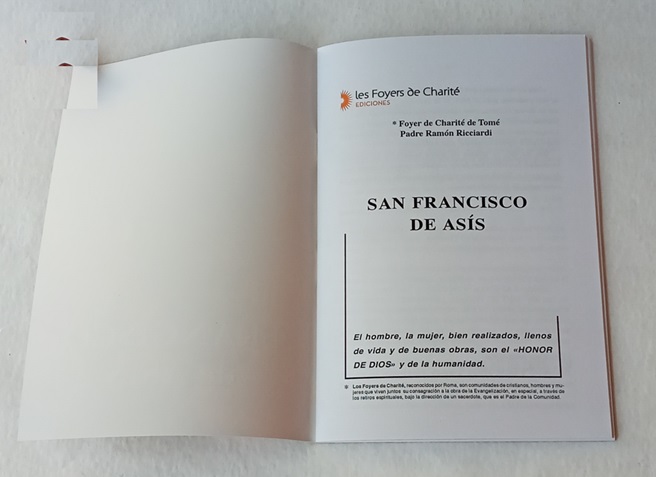 les Foyers de Charité
EDICIONES
* Foyer de Charité de Tomé
Padre Ramón Ricciardi
SAN FRANCISCO
DE ASÍS
El hombre, la mujer, bien realizados, llenos
de vida y de buenas obras, son el «HONOR
DE DIOS» y de la humanidad.
* Los Foyers de Charité, reconocidos por Roma, son comunidades de cristianos, hombres y mu-
jeres que viven juntos su consagración a la obra de la Evangelización, en especial, a través de
los retiros espirituales, bajo la dirección de un sacerdote, que es el Padre de la Comunidad.